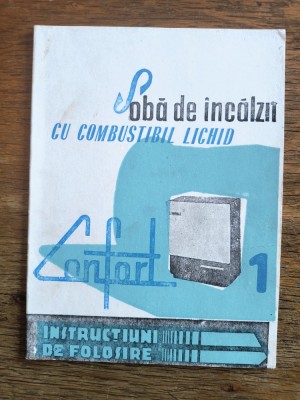 Sobă de încălzit
CU COMBUSTIBIL LICHID
Confort 1
INSTRUCȚIUNI
DE FOLOSIRE